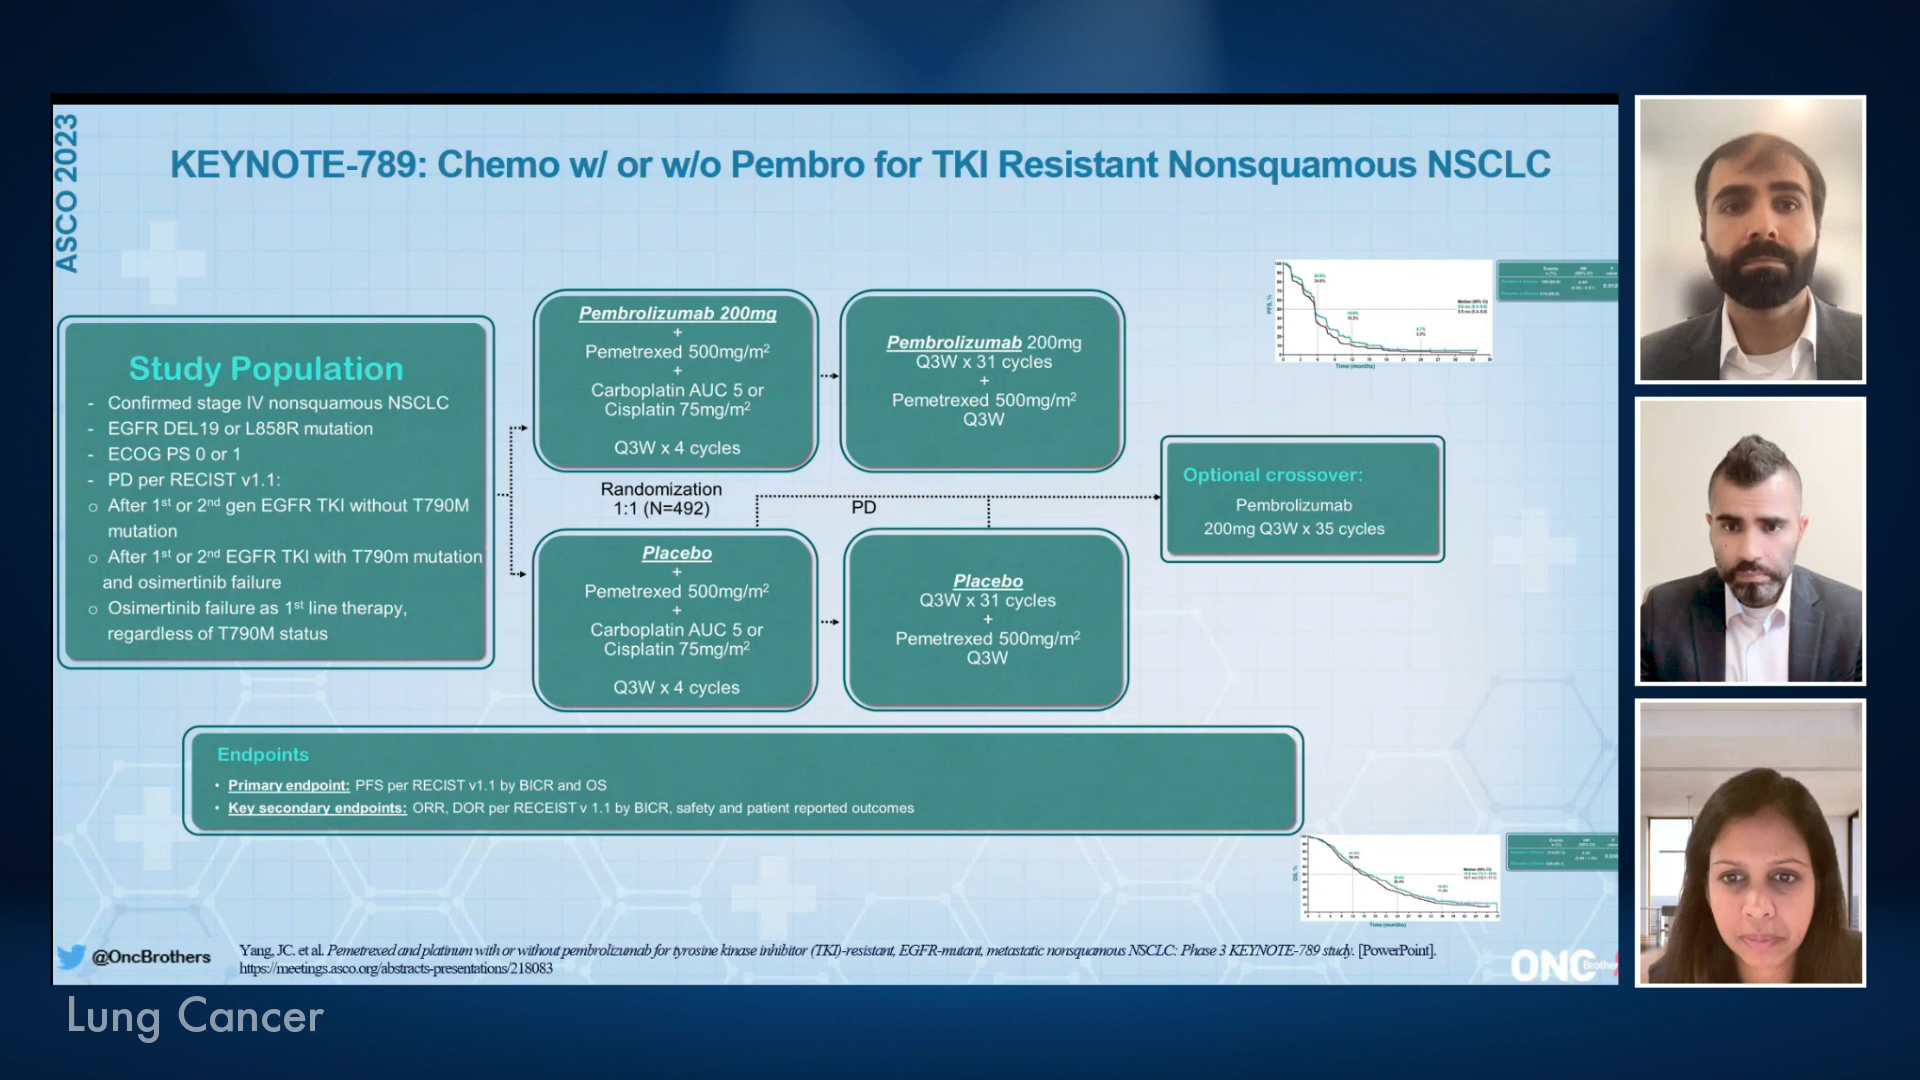 ASCO 2023
KEYNOTE-789: Chemo w/ or w/o Pembro for TKI Resistant Nonsquamous NSCLC
Study Population
- Confirmed stage IV nonsquamous NSCLC
- EGFR DEL19 or L858R mutation
- ECOG PS 0 or 1
- PD per RECIST v1.1:
o After 1st or 2nd gen EGFR TKI without T790M
mutation
o After 1st or 2nd EGFR TKI with T790m mutation
and osimertinib failure
o Osimertinib failure as 1st line therapy,
regardless of T790M status
Pembrolizumab 200mg
+
Pemetrexed 500mg/m2
+
Carboplatin AUC 5 or
Cisplatin 75mg/m2
Q3W x 4 cycles
Pembrolizumab 200mg
Q3W x 31 cycles
+
Pemetrexed 500mg/m2
Q3W
Randomization
1:1 (N=492)
PD
Optional crossover:
Pembrolizumab
200mg Q3W x 35 cycles
Placebo
+
Pemetrexed 500mg/m2
+
Carboplatin AUC 5 or
Cisplatin 75mg/m2
Q3W x 4 cycles
Placebo
Q3W x 31 cycles
+
Pemetrexed 500mg/m2
Q3W
PFS, %
Time (months)
Endpoints
• Primary endpoint: PFS per RECIST v1.1 by BICR and OS
• Key secondary endpoints: ORR, DOR per RECEIST v 1.1 by BICR, safety and patient reported outcomes
OS, %
Time (months)
@OncBrothers
Yang, JC. et al. Pemetrexed and platinum with or without pembrolizumab for tyrosine kinase inhibitor (TKI)-resistant, EGFR-mutant, metastatic nonsquamous NSCLC: Phase 3 KEYNOTE-789 study. [PowerPoint].
https://meetings.asco.org/abstracts-presentations/218083
ONC
Lung Cancer